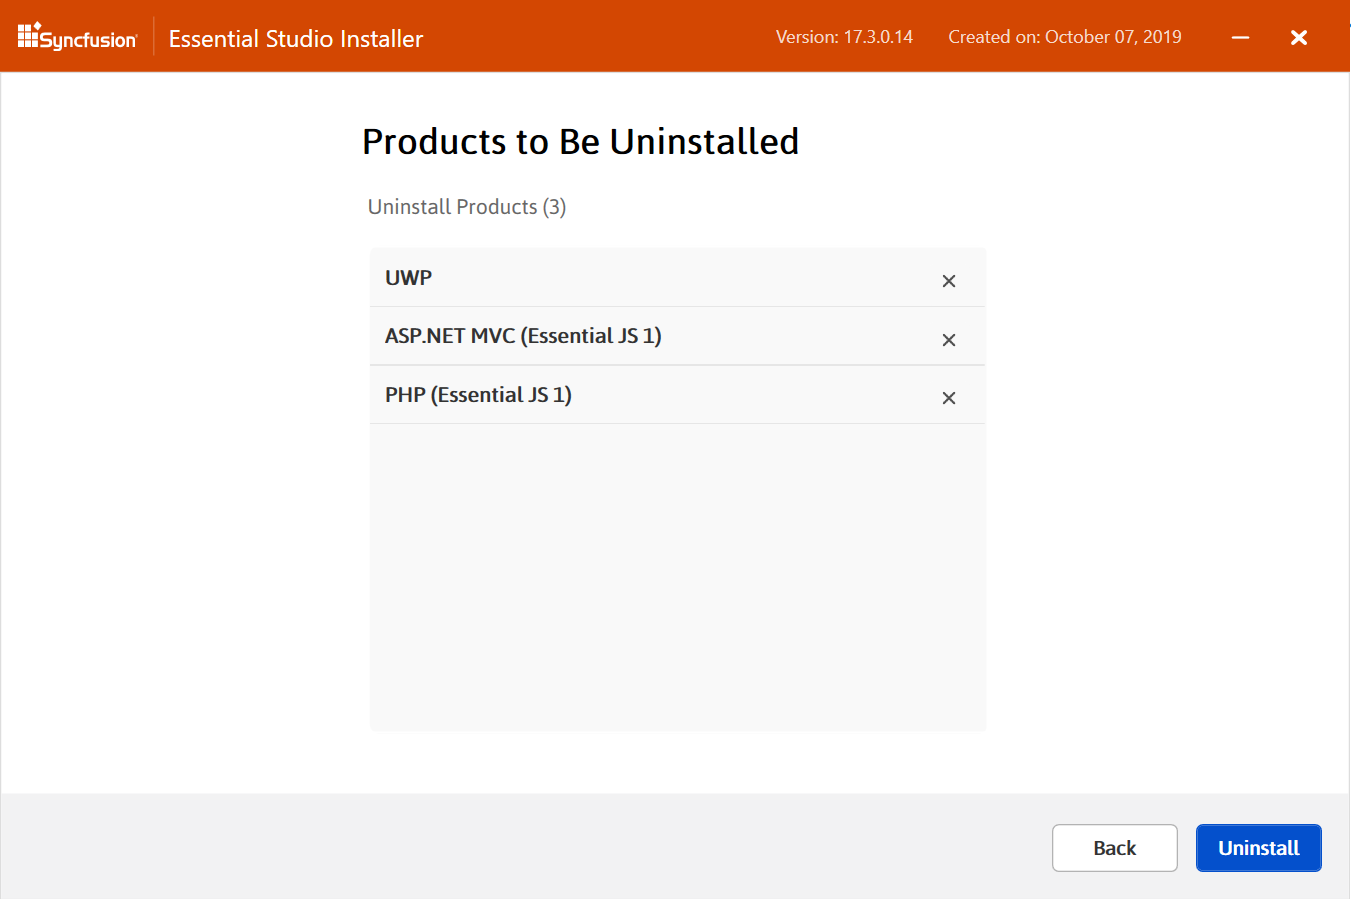 Syncfusion Essential Studio Installer Version: 17.3.0.14 Created on: October 07, 2019
Products to Be Uninstalled
Uninstall Products (3)
UWP
ASP.NET MVC (Essential JS 1)
PHP (Essential JS 1)
Back Uninstall